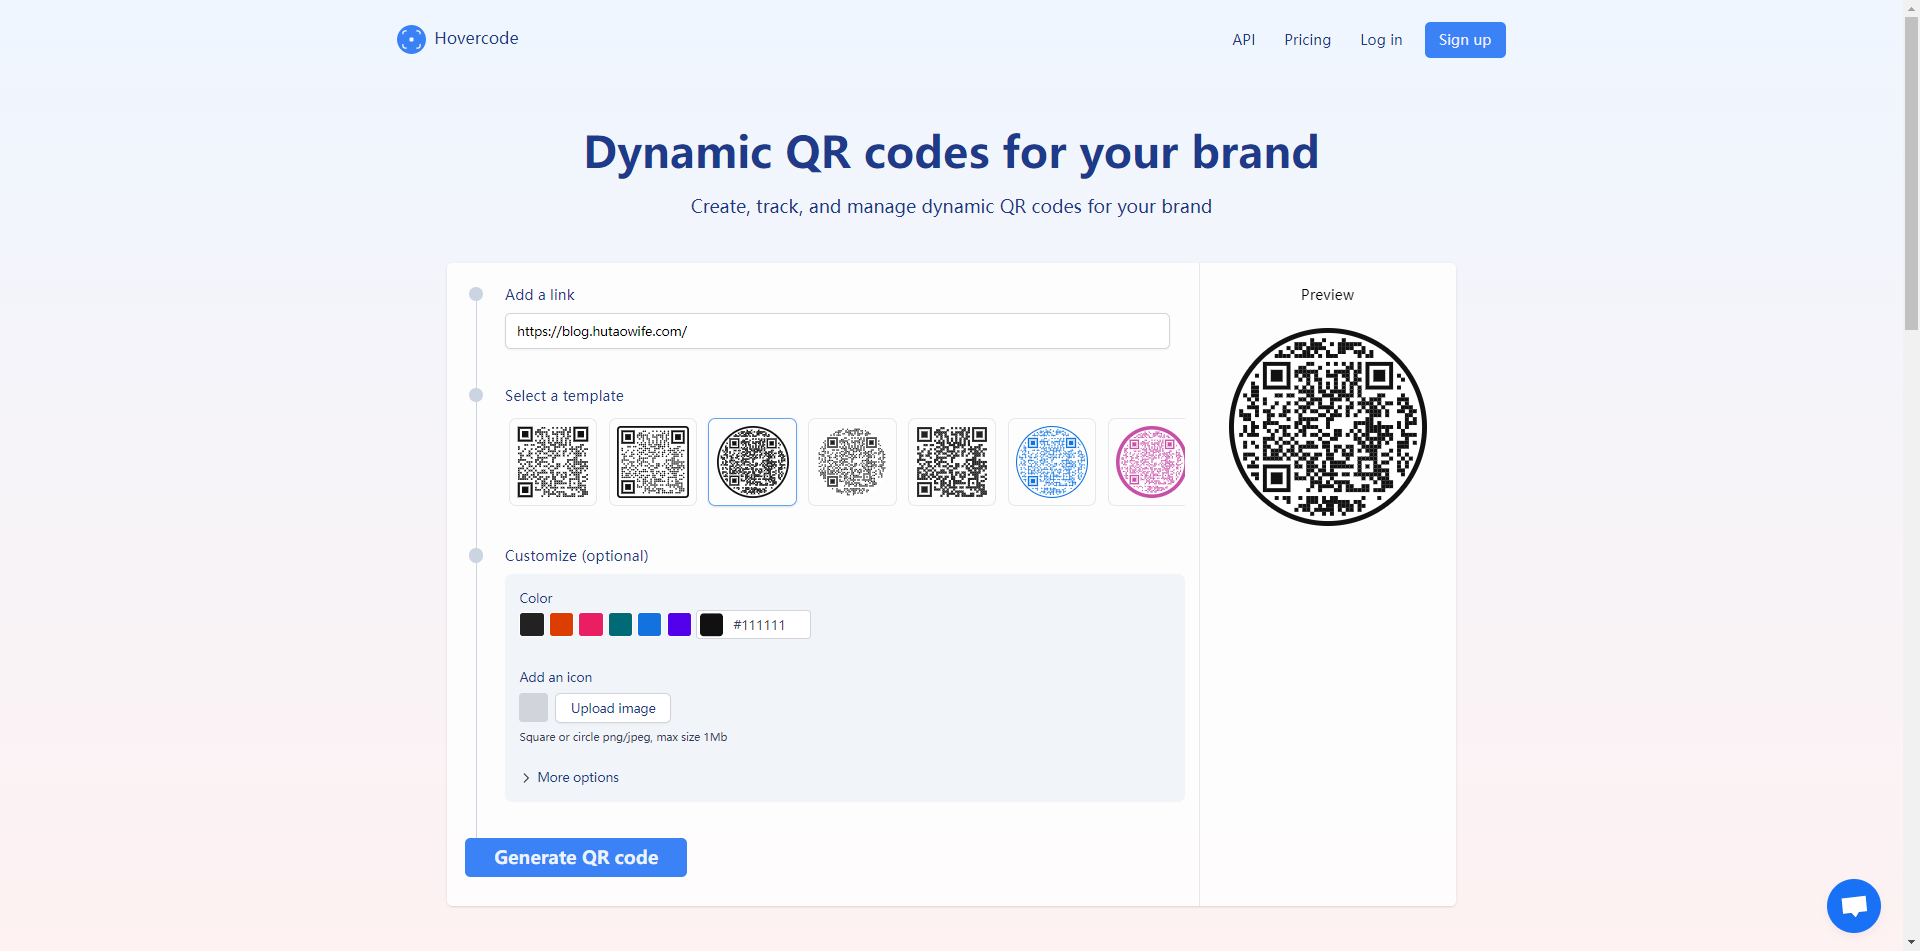 Hovercode
API
Pricing
Log in
Sign up
Dynamic QR codes for your brand
Create, track, and manage dynamic QR codes for your brand
Add a link
https://blog.hutaowife.com/
Select a template
Customize (optional)
Color
#111111
Add an icon
Upload image
Square or circle png/jpeg, max size 1Mb
More options
Generate QR code
Preview